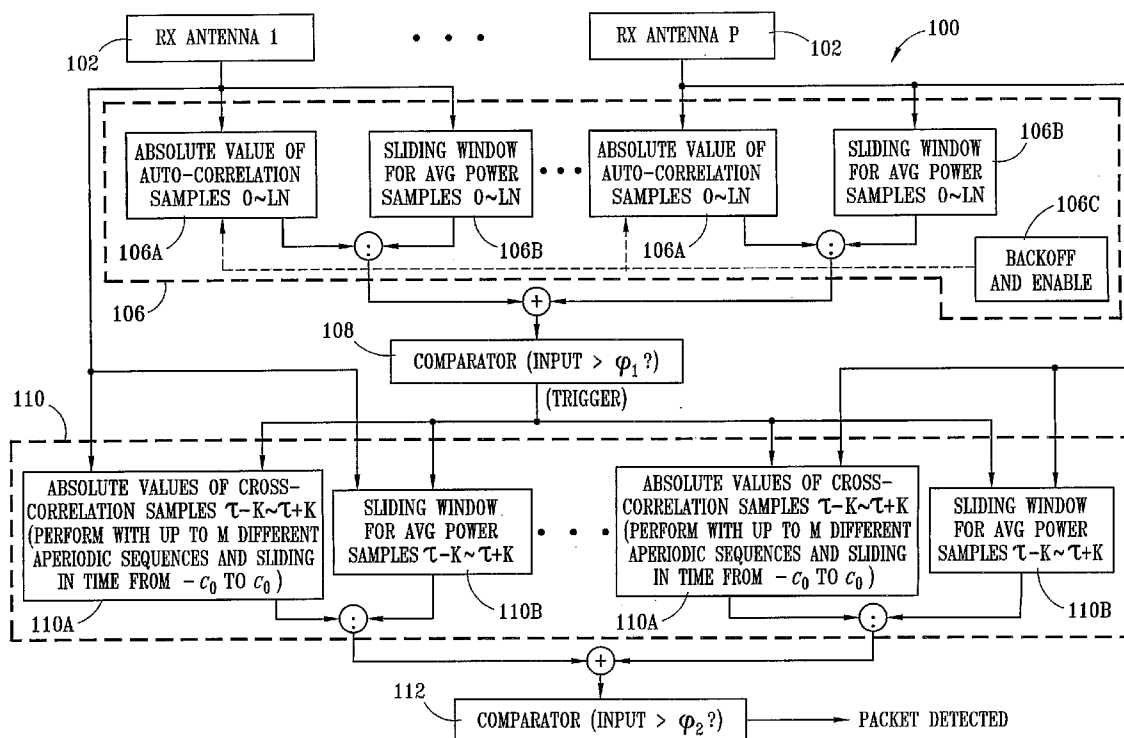 RX ANTENNA 1
102
RX ANTENNA P
102
100
ABSOLUTE VALUE OF
AUTO-CORRELATION
SAMPLES 0~LN
106A
SLIDING WINDOW
FOR AVG POWER
SAMPLES 0~LN
106B
ABSOLUTE VALUE OF
AUTO-CORRELATION
SAMPLES 0~LN
106A
SLIDING WINDOW
FOR AVG POWER
SAMPLES 0~LN
106B
106C
BACKOFF
AND ENABLE
:
:
106
+
108
COMPARATOR (INPUT > φ₁?)
(TRIGGER)
110
ABSOLUTE VALUES OF CROSS-
CORRELATION SAMPLES τ-K~τ+K
(PERFORM WITH UP TO M DIFFERENT
APERIODIC SEQUENCES AND SLIDING
IN TIME FROM -c₀ TO c₀)
110A
SLIDING WINDOW
FOR AVG POWER
SAMPLES τ-K~τ+K
110B
ABSOLUTE VALUES OF CROSS-
CORRELATION SAMPLES τ-K~τ+K
(PERFORM WITH UP TO M DIFFERENT
APERIODIC SEQUENCES AND SLIDING
IN TIME FROM -c₀ TO c₀)
110A
SLIDING WINDOW
FOR AVG POWER
SAMPLES τ-K~τ+K
110B
:
:
+
112
COMPARATOR (INPUT > φ₂?)
PACKET DETECTED